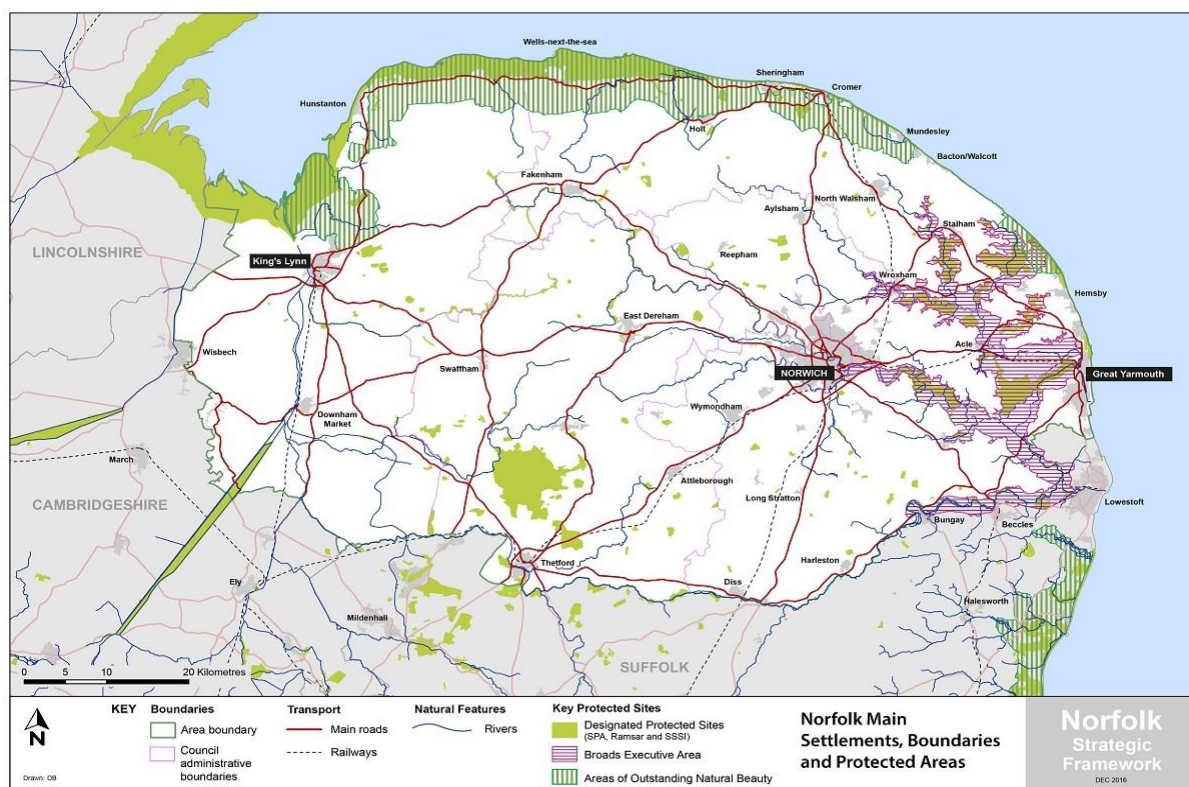 Wells-next-the-sea
Sheringham
Cromer
Hunstanton
Holt
Mundesley
Bacton/Walcott
Fakenham
North Walsham
Aylsham
Stalham
LINCOLNSHIRE
King's Lynn
Reepham
Wroxham
Hemsby
East Dereham
Wisbech
Swaffham
Acle
NORWICH
Great Yarmouth
Downham
Market
Wymondham
March
Attleborough
Long Stratton
CAMBRIDGESHIRE
Lowestoft
Bungay
Beccles
Ely
Thetford
Harleston
Diss
Mildenhall
Halesworth
SUFFOLK
0 5 10 20 Kilometres
N
Drawn: DB
KEY
Boundaries
Area boundary
Council
administrative
boundaries
Transport
Main roads
Railways
Natural Features
Rivers
Key Protected Sites
Designated Protected Sites
(SPA, Ramsar and SSSI)
Broads Executive Area
Areas of Outstanding Natural Beauty
Norfolk Main
Settlements, Boundaries
and Protected Areas
Norfolk
Strategic
Framework
DEC 2016